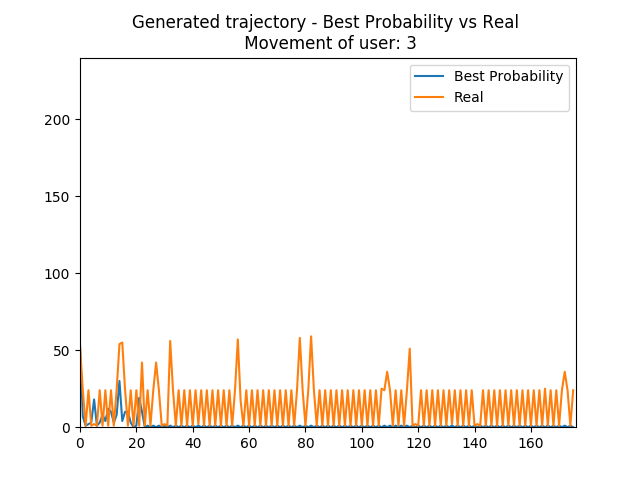 Generated trajectory - Best Probability vs Real
Movement of user: 3
Best Probability
Real
200
150
100
50
0
0 20 40 60 80 100 120 140 160